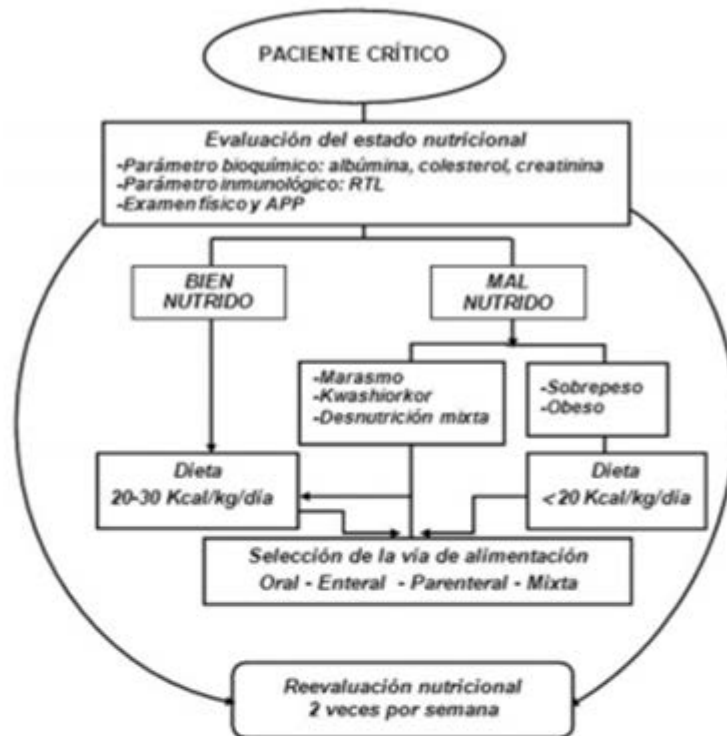 PACIENTE CRÍTICO
Evaluación del estado nutricional
-Parámetro bioquímico: albúmina, colesterol, creatinina
-Parámetro inmunológico: RTL
-Examen físico y APP
BIEN
NUTRIDO
MAL
NUTRIDO
-Marasmo
-Kwashiorkor
-Desnutrición mixta
-Sobrepeso
-Obeso
Dieta
20-30 Kcal/kg/día
Dieta
<20 Kcal/kg/día
Selección de la vía de alimentación
Oral - Enteral - Parenteral - Mixta
Reevaluación nutricional
2 veces por semana